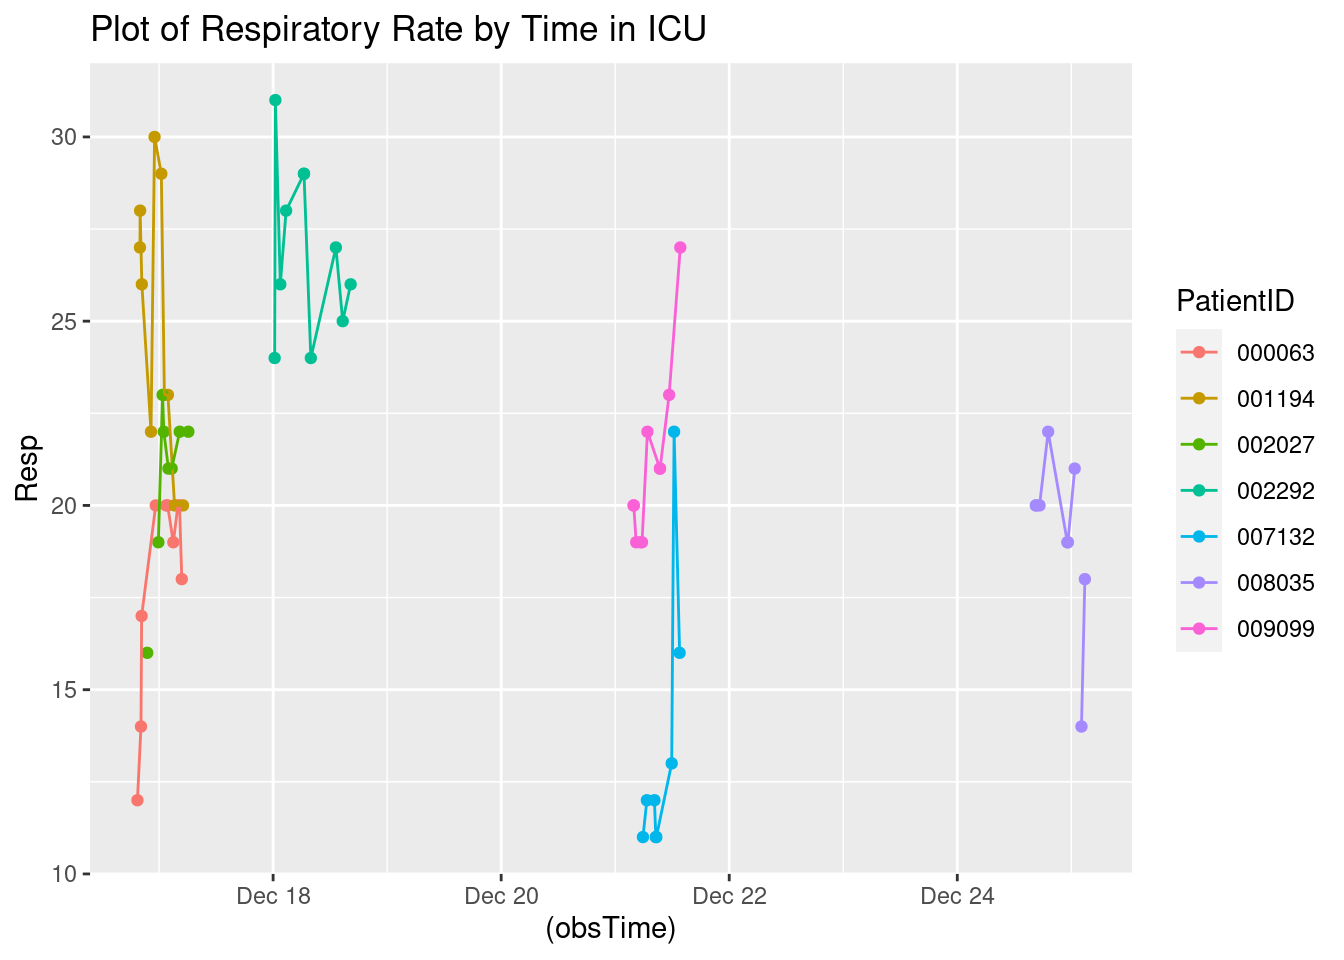 Plot of Respiratory Rate by Time in ICU
Resp
30
25
20
15
10
Dec 18
Dec 20
Dec 22
Dec 24
(obsTime)
PatientID
000063
001194
002027
002292
007132
008035
009099